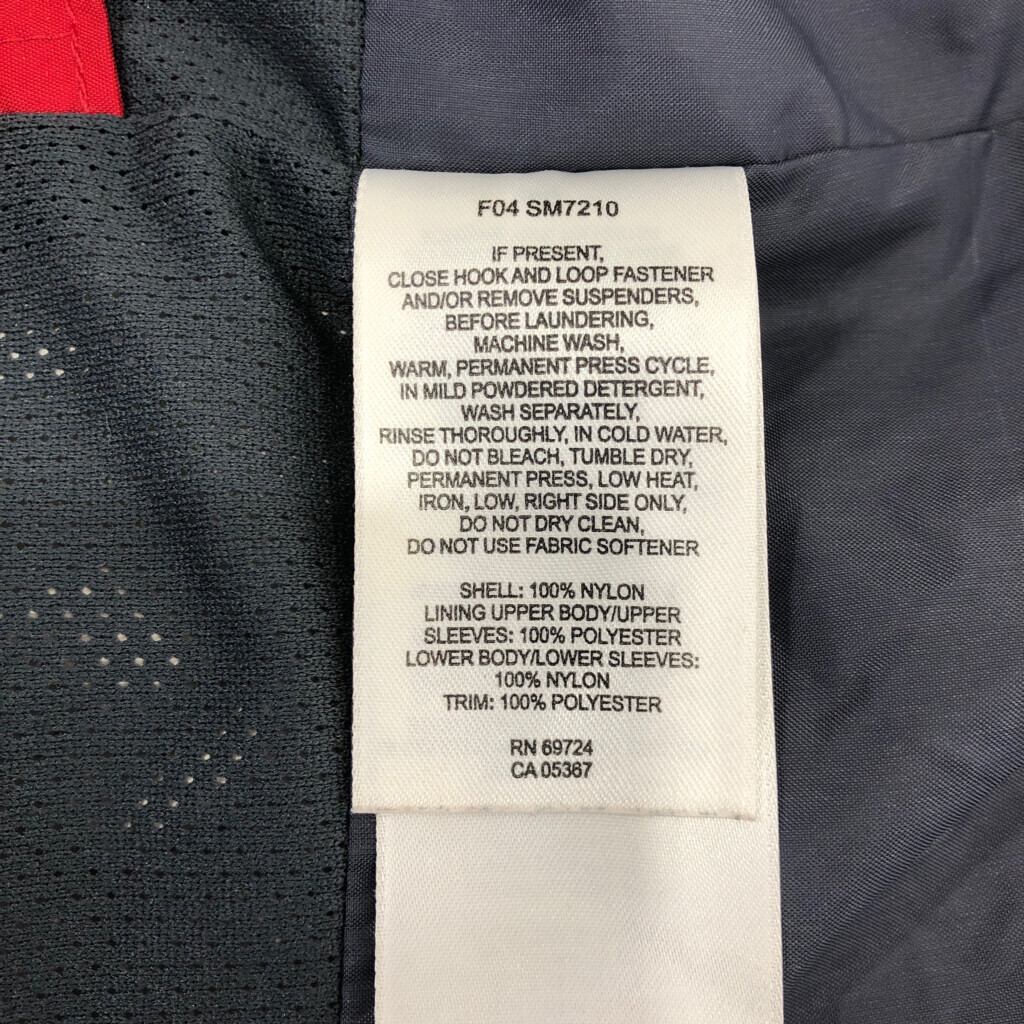 F04 SM7210
IF PRESENT,
CLOSE HOOK AND LOOP FASTENER
AND/OR REMOVE SUSPENDERS,
BEFORE LAUNDERING,
MACHINE WASH,
WARM, PERMANENT PRESS CYCLE,
IN MILD POWDERED DETERGENT,
WASH SEPARATELY,
RINSE THOROUGHLY, IN COLD WATER,
DO NOT BLEACH, TUMBLE DRY,
PERMANENT PRESS, LOW HEAT,
IRON, LOW, RIGHT SIDE ONLY,
DO NOT DRY CLEAN,
DO NOT USE FABRIC SOFTENER
SHELL: 100% NYLON
LINING UPPER BODY/UPPER
SLEEVES: 100% POLYESTER
LOWER BODY/LOWER SLEEVES:
100% NYLON
TRIM: 100% POLYESTER
RN 69724
CA 05367